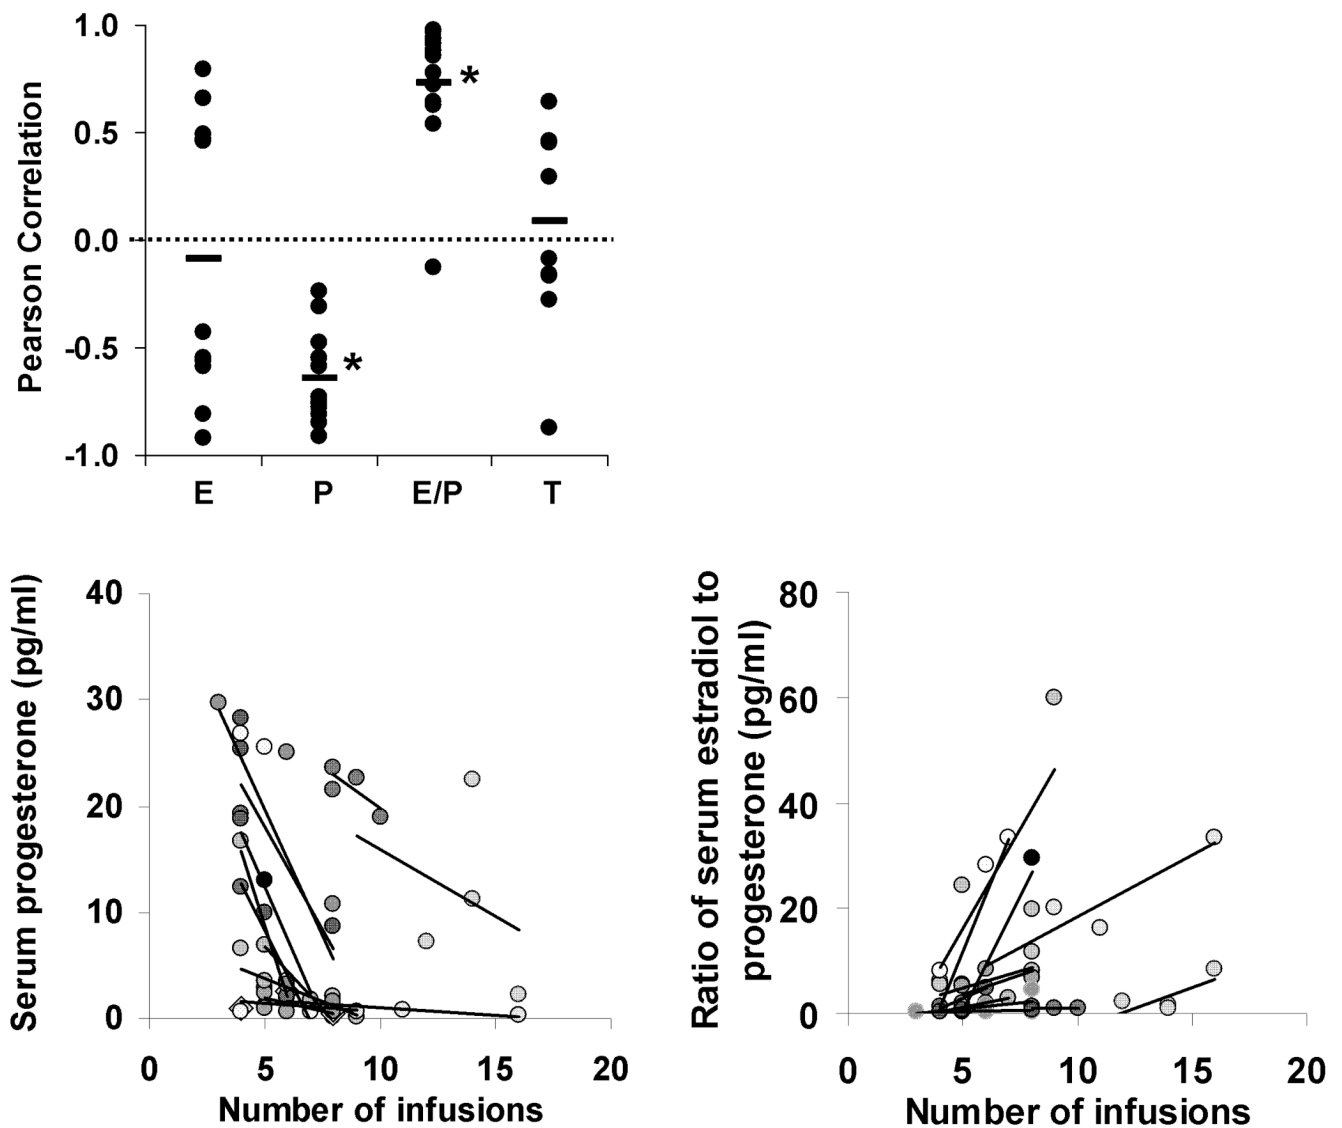 Pearson Correlation
1.0
0.5
0.0
-0.5
-1.0
E P E/P T
*
*
Serum progesterone (pg/ml)
40
30
20
10
0
0 5 10 15 20
Number of infusions
Ratio of serum estradiol to
progesterone (pg/ml)
80
60
40
20
0
0 5 10 15 20
Number of infusions